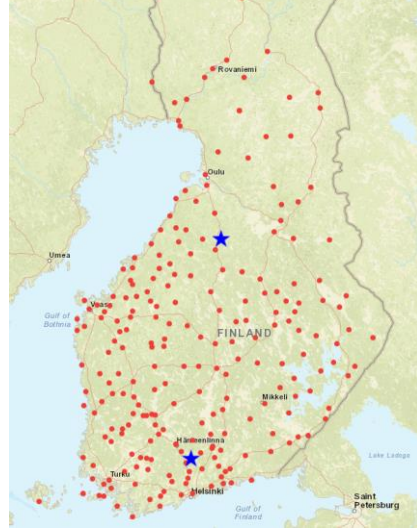 Rovaniemi
Oulu
Umea
Vaasa
Gulf of
Bothnia
FINLAND
Mikkeli
Hämeenlinna
Lake Ladoga
Turku
Helsinki
Gulf of
Finland
Saint
Petersburg